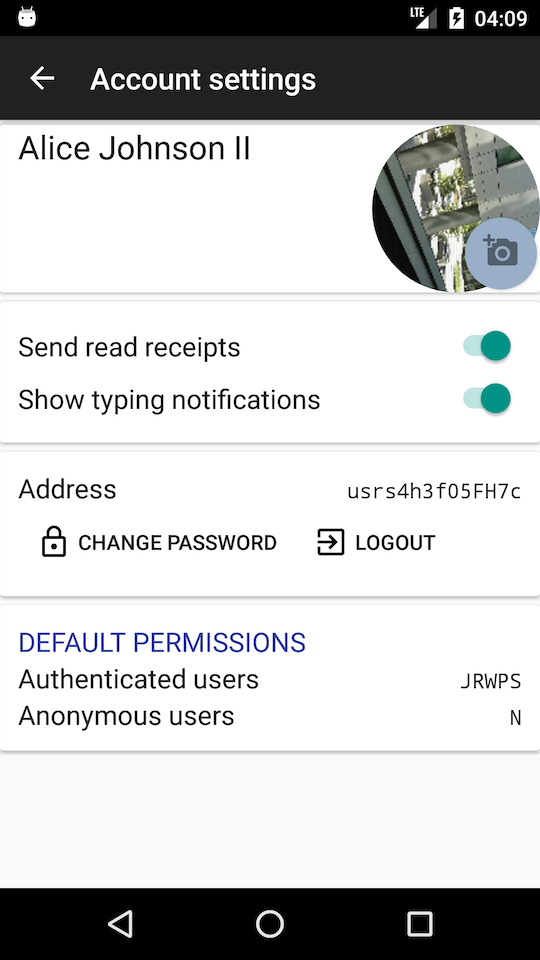 LTE 04:09
Account settings
Alice Johnson II
Send read receipts
Show typing notifications
Address usrs4h3fO5FH7c
CHANGE PASSWORD LOGOUT
DEFAULT PERMISSIONS
Authenticated users JRWPS
Anonymous users N